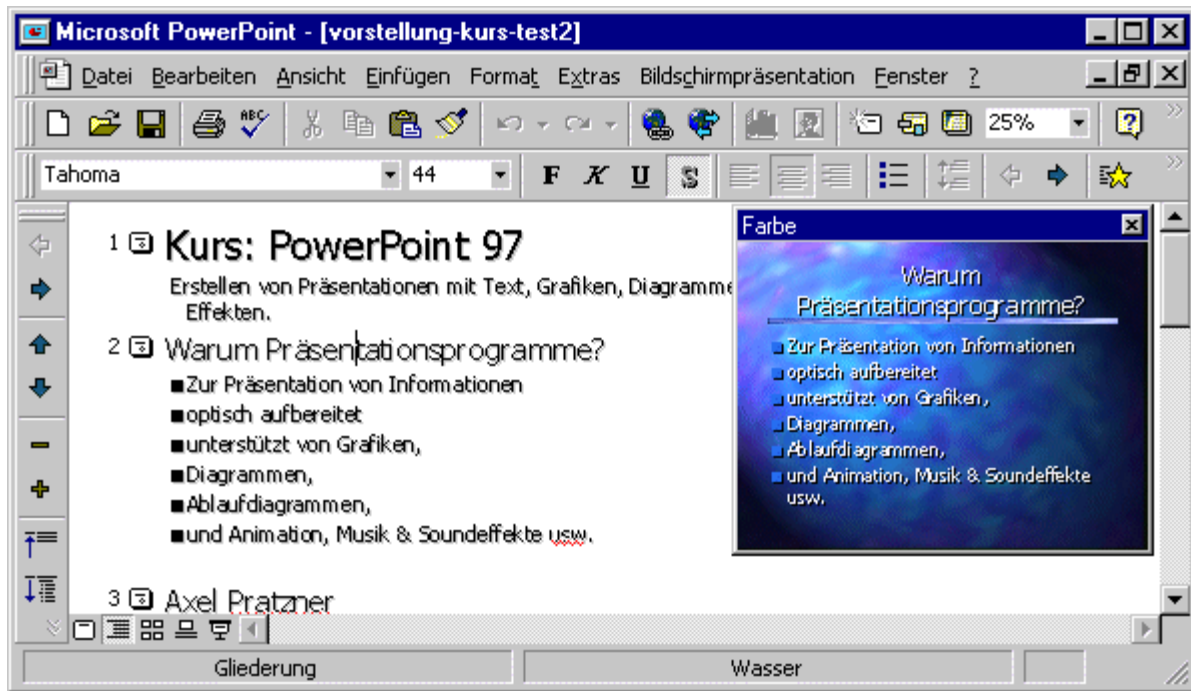 Microsoft PowerPoint - [vorstellung-kurs-test2]
Datei Bearbeiten Ansicht Einfügen Format Extras Bildschirmpräsentation Fenster ?
ABC 25%
Tahoma 44 F K U S
1 Kurs: PowerPoint 97
Erstellen von Präsentationen mit Text, Grafiken, Diagramme
Effekten.
2 Warum Präsentationsprogramme?
Zur Präsentation von Informationen
optisch aufbereitet
unterstützt von Grafiken,
Diagrammen,
Ablaufdiagrammen,
und Animation, Musik & Soundeffekte usw.
3 Axel Pratzner
Farbe
Warum
Präsentationsprogramme?
Zur Präsentation von Informationen
optisch aufbereitet
unterstützt von Grafiken,
Diagrammen,
Ablaufdiagrammen,
und Animation, Musik & Soundeffekte
usw.
Gliederung Wasser